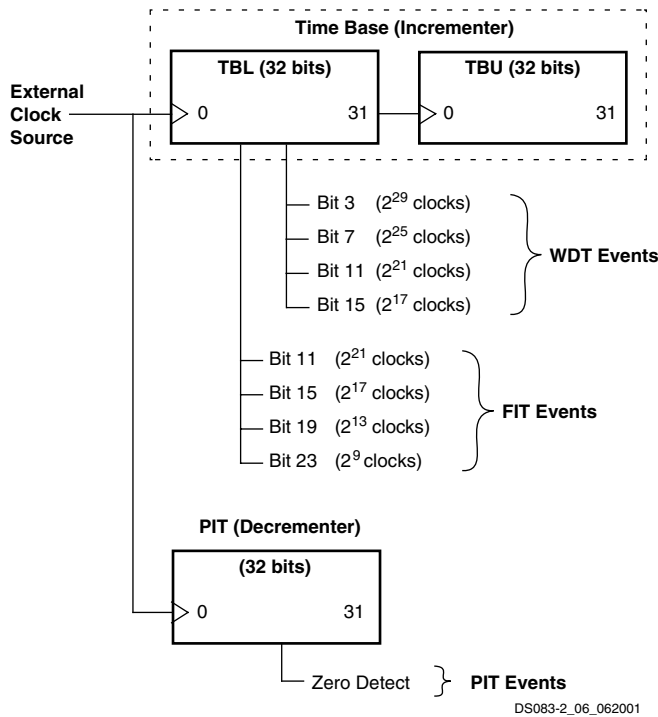 Time Base (Incrementer)
TBL (32 bits)
TBU (32 bits)
External
Clock
Source
0 31
0 31
Bit 3 (2^29 clocks)
Bit 7 (2^25 clocks)
Bit 11 (2^21 clocks)
Bit 15 (2^17 clocks)
WDT Events
Bit 11 (2^21 clocks)
Bit 15 (2^17 clocks)
Bit 19 (2^13 clocks)
Bit 23 (2^9 clocks)
FIT Events
PIT (Decrementer)
(32 bits)
0 31
Zero Detect
PIT Events
DS083-2_06_062001